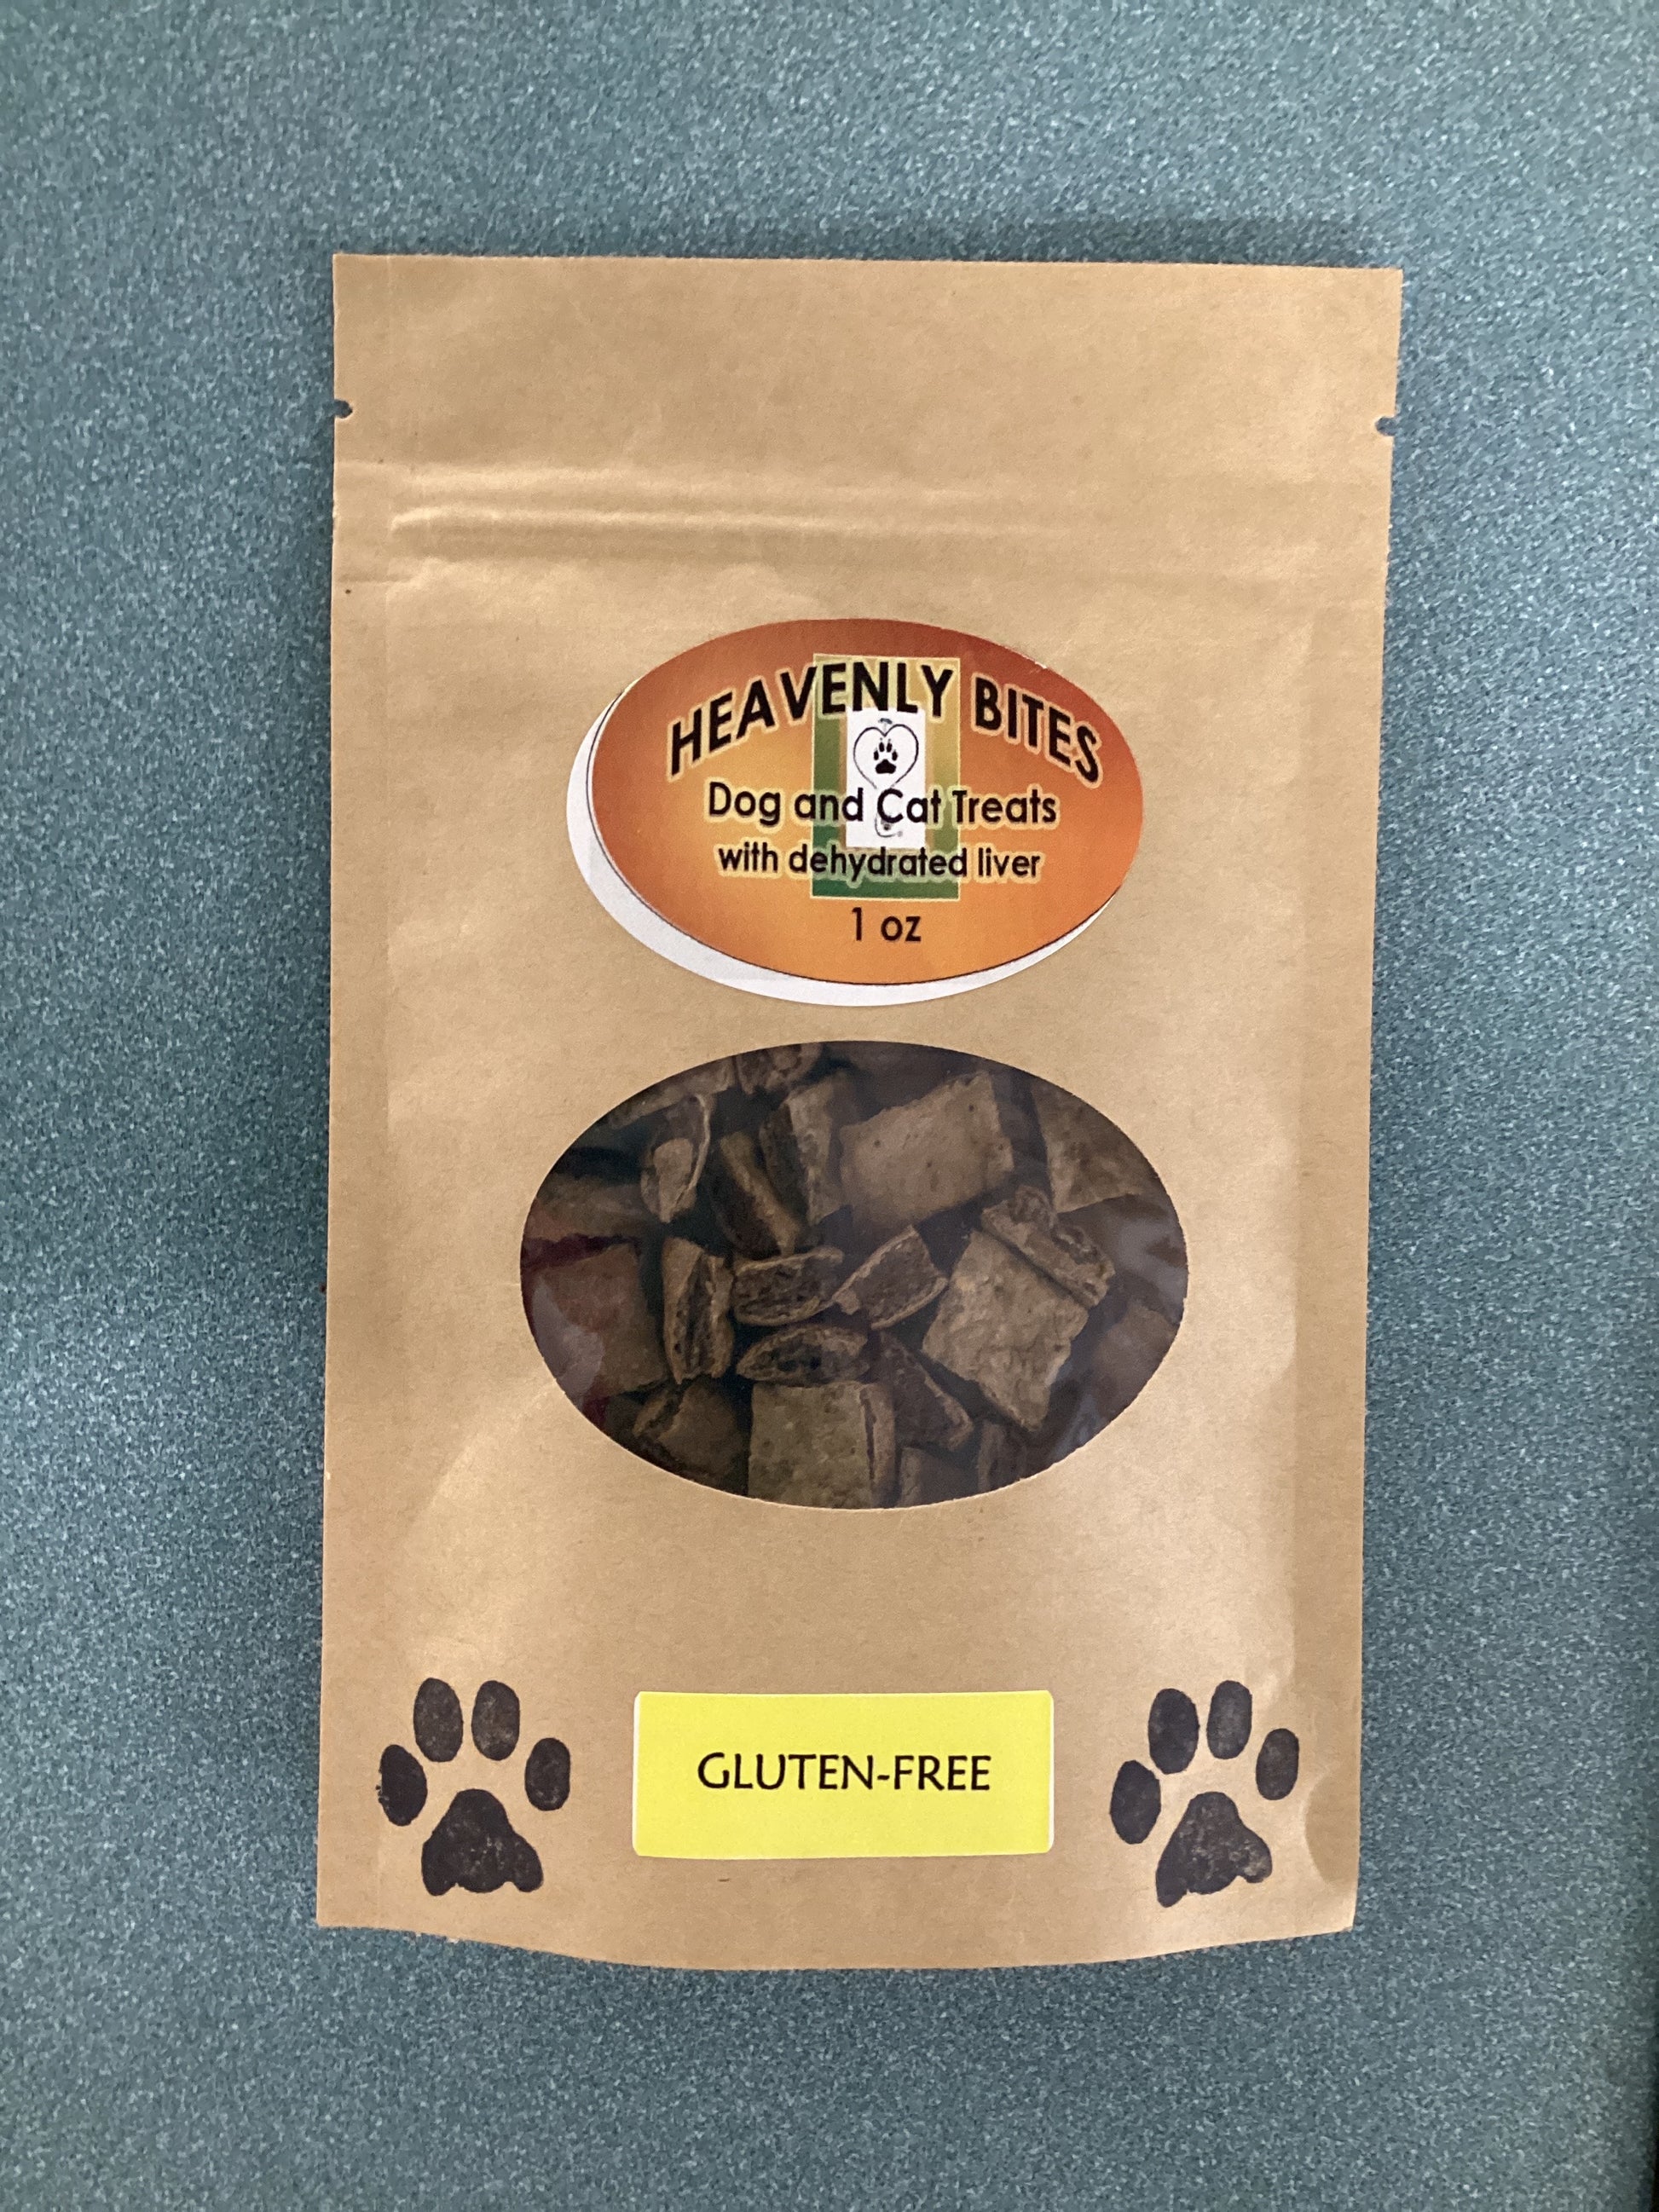 HEAVENLY BITES
Dog and Cat Treats
with dehydrated liver
1 oz
GLUTEN-FREE